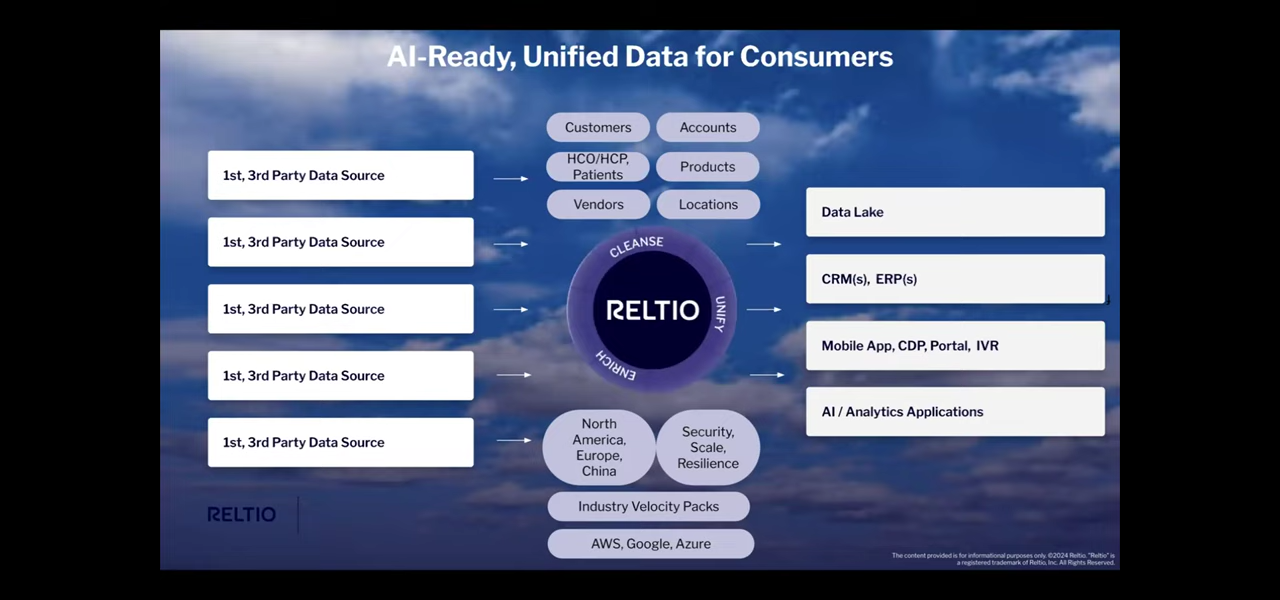 AI-Ready, Unified Data for Consumers
Customers
Accounts
HCO/HCP,
Patients
Products
Vendors
Locations
1st, 3rd Party Data Source
1st, 3rd Party Data Source
1st, 3rd Party Data Source
1st, 3rd Party Data Source
1st, 3rd Party Data Source
CLEANSE
UNIFY
ENRICH
RELTIO
Data Lake
CRM(s), ERP(s)
Mobile App, CDP, Portal, IVR
AI / Analytics Applications
North
America,
Europe,
China
Security,
Scale,
Resilience
Industry Velocity Packs
AWS, Google, Azure
RELTIO
The content provided is for informational purposes only. ©2024 Reltio. "Reltio" is
a registered trademark of Reltio, Inc. All Rights Reserved.